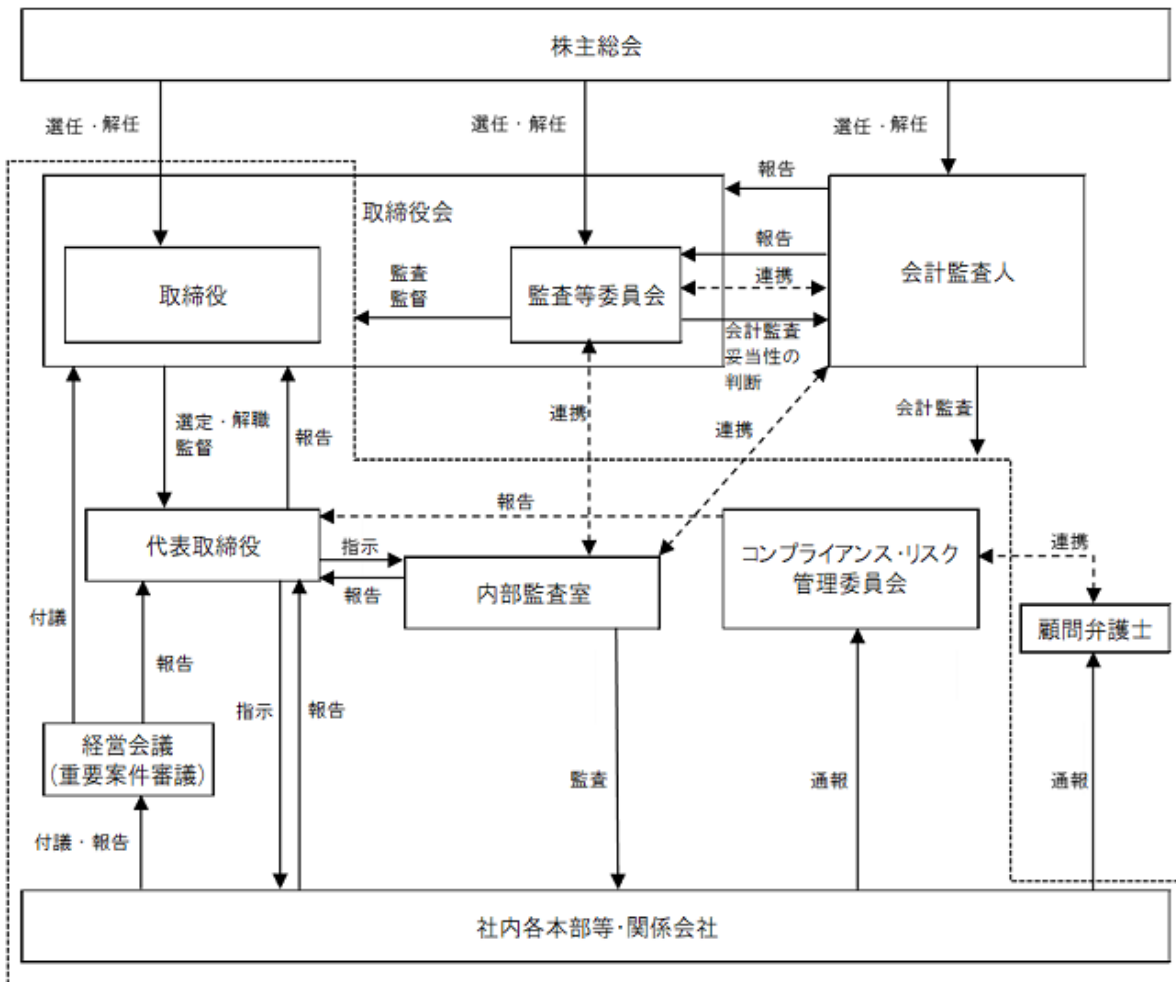 株主総会
選任・解任
選任・解任
選任・解任
報告
取締役会
報告
取締役
監査
監督
監査等委員会
連携
会計監査人
会計監査
妥当性の
判断
連携
連携
会計監査
選定・解職
監督
報告
報告
代表取締役
指示
報告
内部監査室
コンプライアンス・リスク
管理委員会
連携
顧問弁護士
付議
報告
指示
報告
経営会議
(重要案件審議)
監査
通報
通報
付議・報告
社内各本部等・関係会社